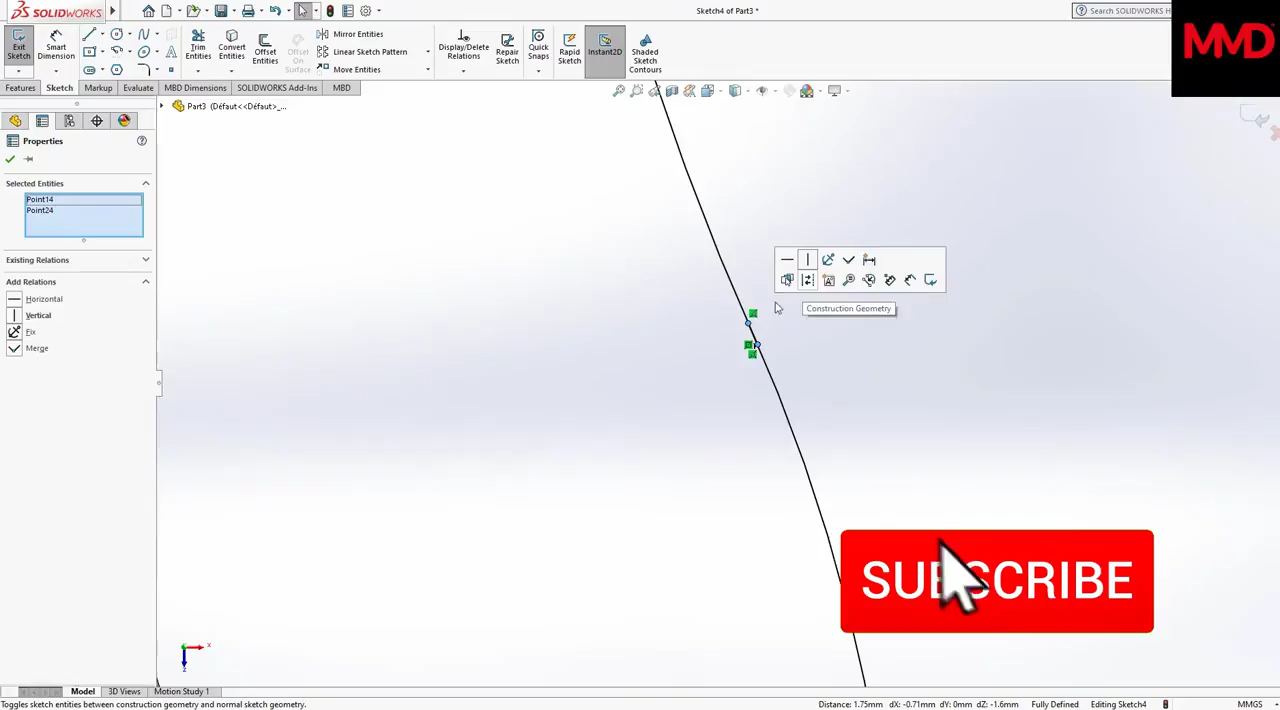 SOLIDWORKS
Sketch4 of Part3 *
Search SOLIDWORKS H
MMD
Exit Sketch
Smart Dimension
Trim Entities
Convert Entities
Offset Entities
Offset On Surface
Mirror Entities
Linear Sketch Pattern
Move Entities
Display/Delete Relations
Repair Sketch
Quick Snaps
Rapid Sketch
Instant2D
Shaded Sketch Contours
Features
Sketch
Markup
Evaluate
MBD Dimensions
SOLIDWORKS Add-Ins
MBD
Part3 (Défaut<<Défaut>_...
Properties
Selected Entities
Point14
Point24
Existing Relations
Add Relations
Horizontal
Vertical
Fix
Merge
Construction Geometry
SUBSCRIBE
x
z
Model
3D Views
Motion Study 1
Toggles sketch entities between construction geometry and normal sketch geometry.
Distance: 1.75mm dX: -0.71mm dY: 0mm dZ: -1.6mm
Fully Defined
Editing Sketch4
MMGS